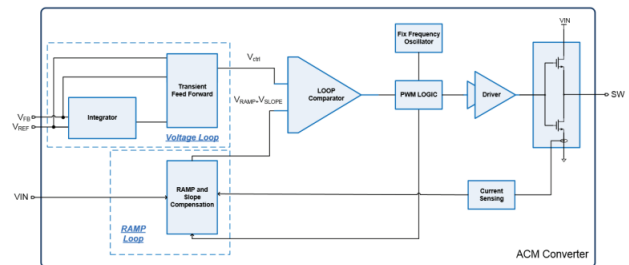 VIN
Fix Frequency
Oscillator
Transient
Feed Forward
Vctrl
LOOP
Comparator
PWM LOGIC
Driver
SW
VFB
VREF
Integrator
VRAMP+VSLOPE
Voltage Loop
VIN
RAMP and
Slope
Compensation
Current
Sensing
RAMP
Loop
ACM Converter